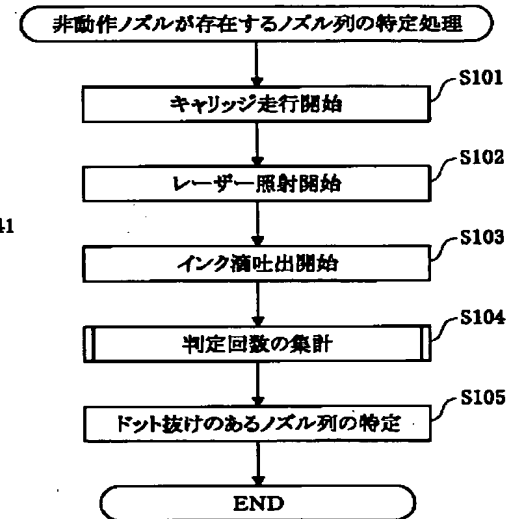 非動作ノズルが存在するノズル列の特定処理
S101
キャリッジ走行開始
S102
レーザー照射開始
41
S103
インク滴吐出開始
S104
判定回数の集計
S105
ドット抜けのあるノズル列の特定
END